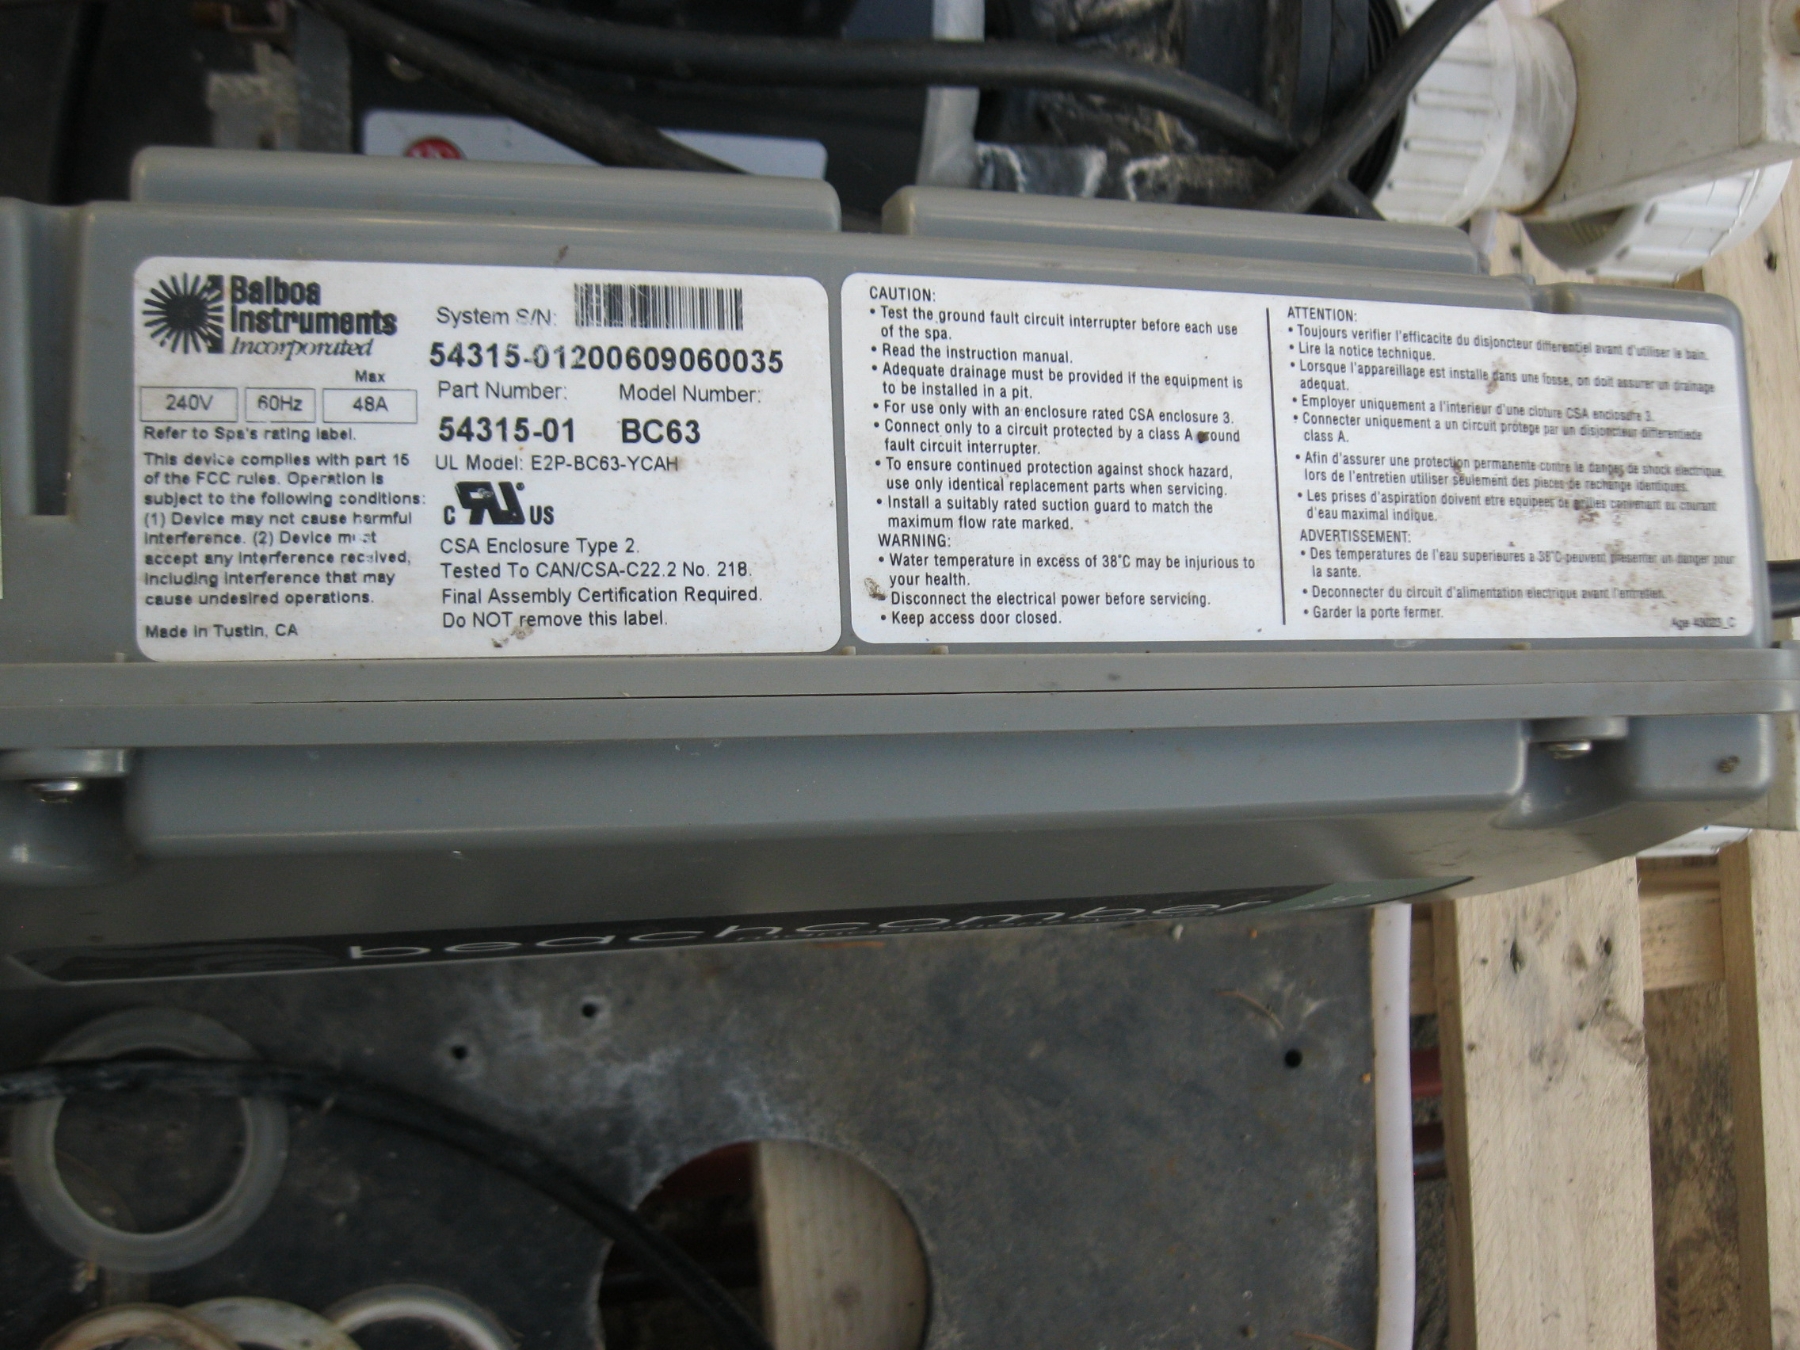 Balboa
Instruments
Incorporated
Max
240V 60Hz 48A
Refer to Spa's rating label.
This device complies with part 15
of the FCC rules. Operation is
subject to the following conditions:
(1) Device may not cause harmful
interference. (2) Device must
accept any interference received,
including interference that may
cause undesired operations.
Made in Tustin, CA
System S/N:
54315-01200609060035
Part Number: Model Number:
54315-01 BC63
UL Model: E2P-BC63-YCAH
C US
CSA Enclosure Type 2.
Tested To CAN/CSA-C22.2 No. 218.
Final Assembly Certification Required.
Do NOT remove this label.
CAUTION:
• Test the ground fault circuit interrupter before each use
of the spa.
• Read the instruction manual.
• Adequate drainage must be provided if the equipment is
to be installed in a pit.
• For use only with an enclosure rated CSA enclosure 3.
• Connect only to a circuit protected by a class A ground
fault circuit interrupter.
• To ensure continued protection against shock hazard,
use only identical replacement parts when servicing.
• Install a suitably rated suction guard to match the
maximum flow rate marked.
WARNING:
• Water temperature in excess of 38°C may be injurious to
your health.
• Disconnect the electrical power before servicing.
• Keep access door closed.
ATTENTION:
• Toujours verifier l'efficacite du disjoncteur differentiel avant d'utiliser le bain.
• Lire la notice technique.
• Lorsque l'appareillage est installe dans une fosse, on doit assurer un drainage
adequat.
• Employer uniquement a l'interieur d'une cloture CSA enclosure 3.
• Connecter uniquement a un circuit protege par un disjoncteur differentiede
class A.
• Afin d'assurer une protection permanente contre le danger de shock electrique,
lors de l'entretien utiliser seulement des pieces de rechange identiques.
• Les prises d'aspiration doivent etre equipees de grilles convenant au courant
d'eau maximal indique.
ADVERTISSEMENT:
• Des temperatures de l'eau superieures a 38°C peuvent presenter un danger pour
la sante.
• Deconnecter du circuit d'alimentation electrique avant l'entretien.
• Garder la porte fermer.
beachcomber